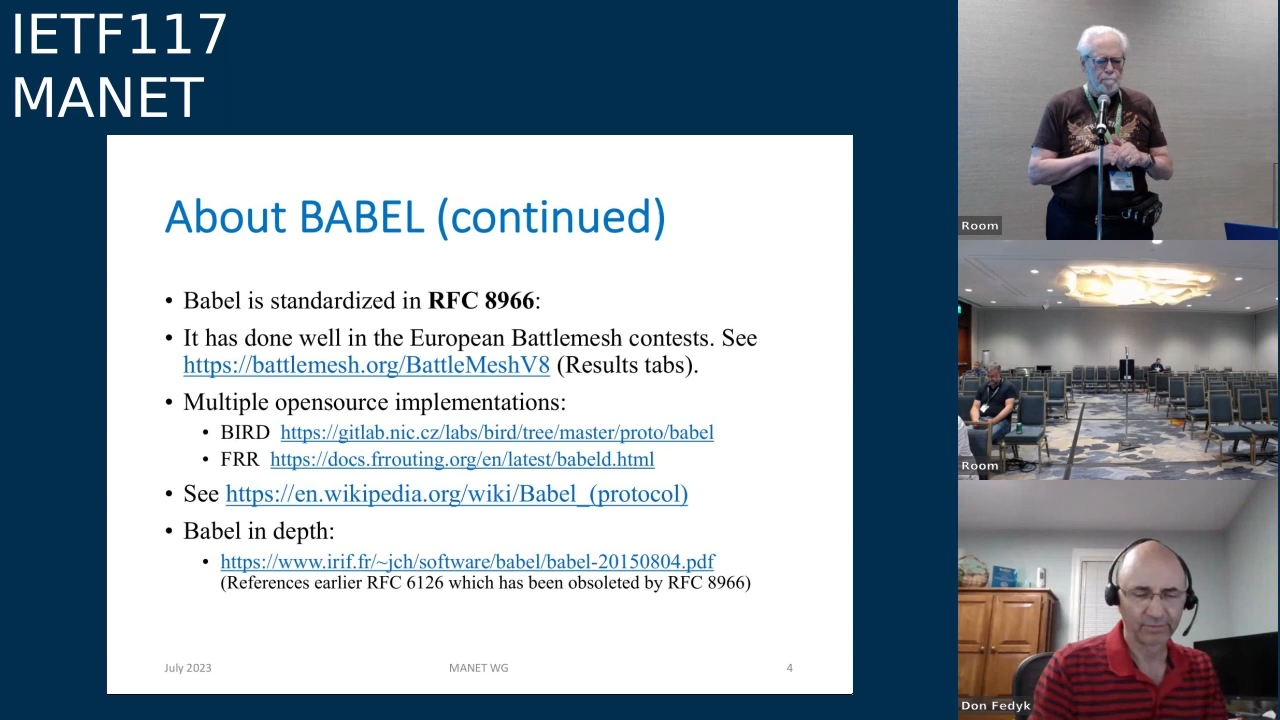 IETF117
MANET
About BABEL (continued)
• Babel is standardized in RFC 8966:
• It has done well in the European Battlemesh contests. See
https://battlemesh.org/BattleMeshV8 (Results tabs).
• Multiple opensource implementations:
• BIRD https://gitlab.nic.cz/labs/bird/tree/master/proto/babel
• FRR https://docs.frrouting.org/en/latest/babeld.html
• See https://en.wikipedia.org/wiki/Babel_(protocol)
• Babel in depth:
• https://www.irif.fr/~jch/software/babel/babel-20150804.pdf
(References earlier RFC 6126 which has been obsoleted by RFC 8966)
July 2023
MANET WG
4
Room
Room
Don Fedyk